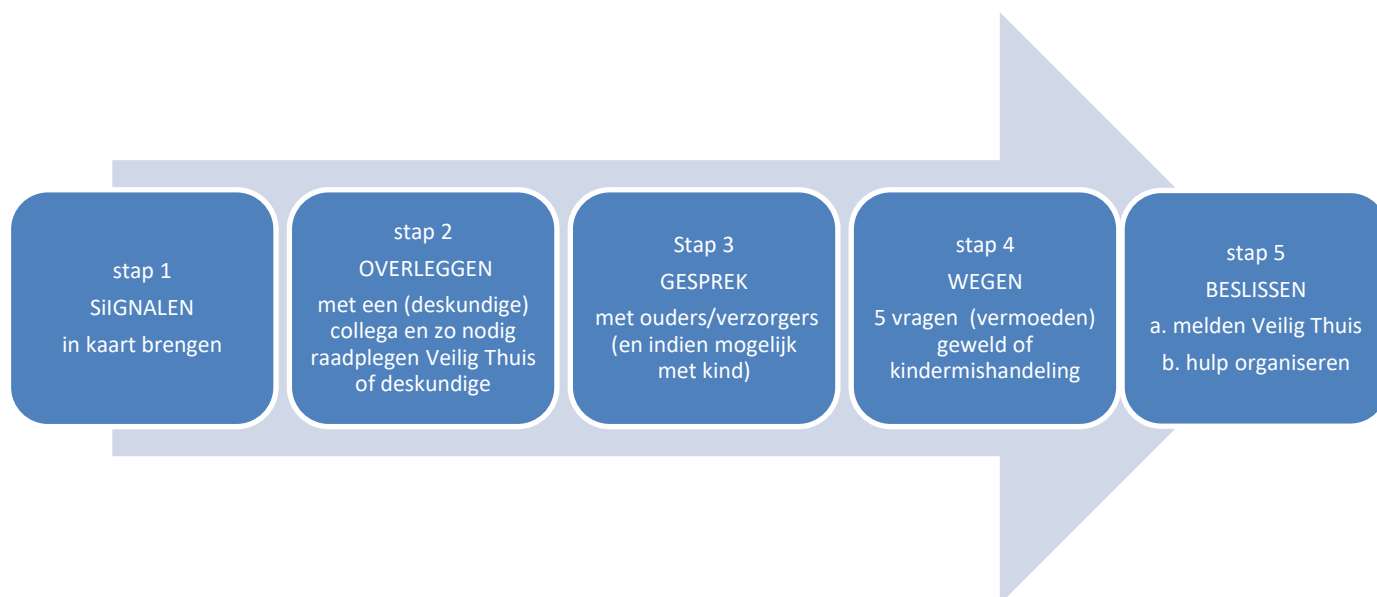 stap 1
SiIGNALEN
in kaart brengen
stap 2
OVERLEGGEN
met een (deskundige)
collega en zo nodig
raadplegen Veilig Thuis
of deskundige
Stap 3
GESPREK
met ouders/verzorgers
(en indien mogelijk
met kind)
stap 4
WEGEN
5 vragen (vermoeden)
geweld of
kindermishandeling
stap 5
BESLISSEN
a. melden Veilig Thuis
b. hulp organiseren